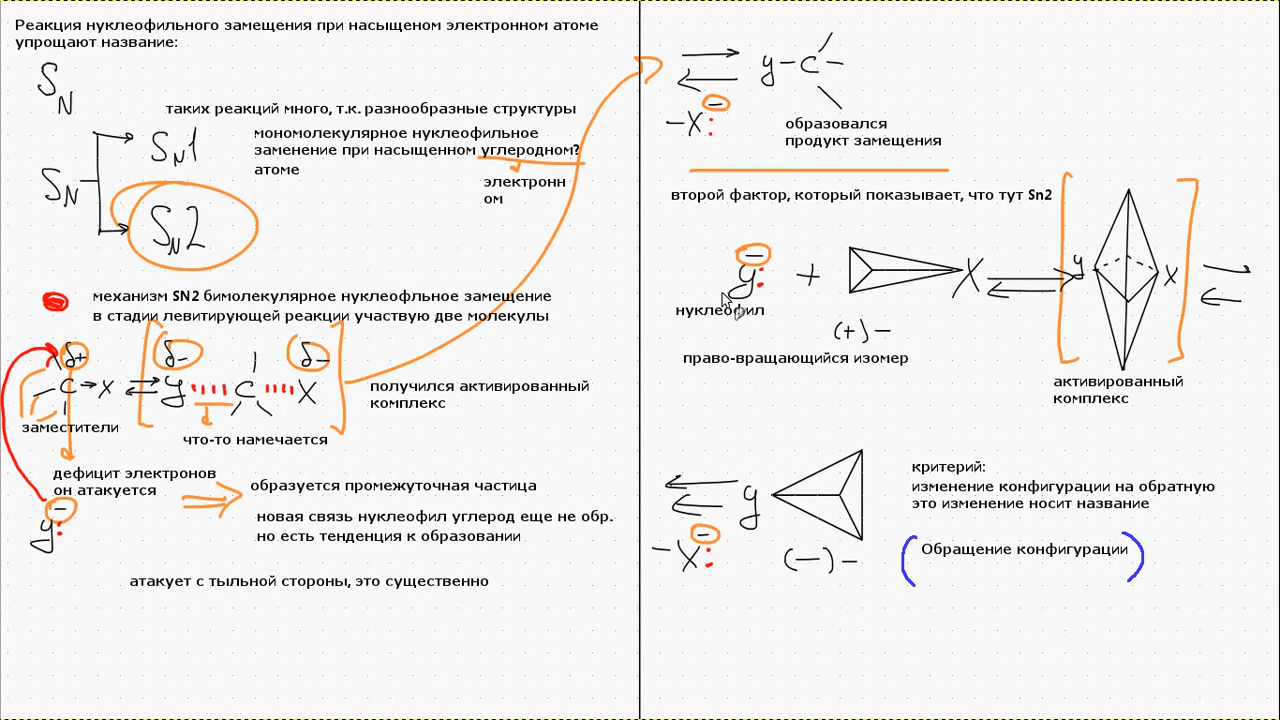 Реакция нуклеофильного замещения при насыщеном электронном атоме
упрощают название:
S N
таких реакций много, т.к. разнообразные структуры
S N 1
мономолекулярное нуклеофильное
заменение при насыщенном углеродном?
атоме
электронн
ом
S N
S N 2
механизм SN2 бимолекулярное нуклеофльное замещение
в стадии левитирующей реакции участвую две молекулы
δ+
δ-
δ-
C X
y C X
получился активированный
комплекс
заместители
что-то намечается
дефицит электронов
он атакуется
y −
образуется промежуточная частица
новая связь нуклеофил углерод еще не обр.
но есть тенденция к образовании
атакует с тыльной стороны, это существенно
y - C -
- X −
образовался
продукт замещения
второй фактор, который показывает, что тут Sn2
y − + X
y X
нуклеофил
(+) -
право-вращающийся изомер
активированный
комплекс
y
- X −
(−) -
критерий:
изменение конфигурации на обратную
это изменение носит название
Обращение конфигурации